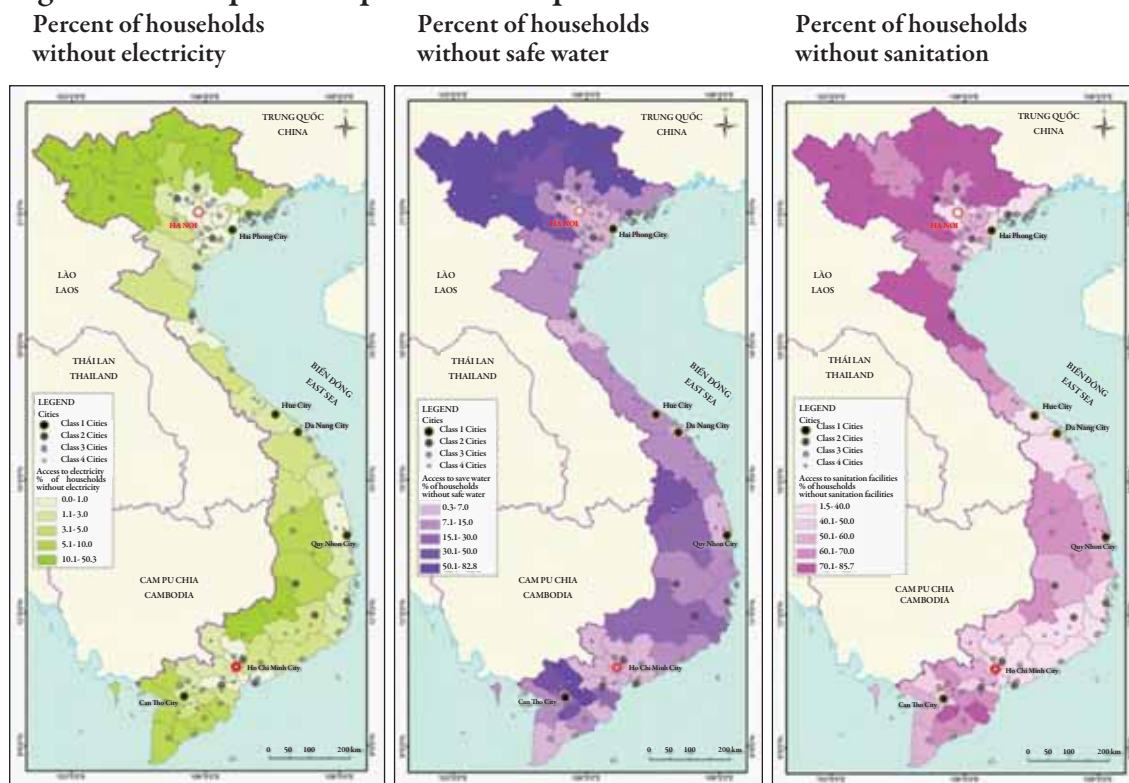 Percent of households
without electricity
TRUNG QUỐC
CHINA
HA NOI
Hai Phong City
LÀO
LAOS
THÁI LAN
THAILAND
BIỂN ĐÔNG
EAST SEA
LEGEND
Cities
Class 1 Cities
Class 2 Cities
Class 3 Cities
Class 4 Cities
Access to electricity
% of households
without electricity
0.0- 1.0
1.1- 3.0
3.1- 5.0
5.1- 10.0
10.1- 50.3
Hue City
Da Nang City
Quy Nhon City
CAM PU CHIA
CAMBODIA
Ho Chi Minh City
Can Tho City
0 50 100 200 km
Percent of households
without safe water
TRUNG QUỐC
CHINA
HA NOI
Hai Phong City
LÀO
LAOS
THÁI LAN
THAILAND
BIỂN ĐÔNG
EAST SEA
LEGEND
Cities
Class 1 Cities
Class 2 Cities
Class 3 Cities
Class 4 Cities
Access to save water
% of households
without safe water
0.3- 7.0
7.1- 15.0
15.1- 30.0
30.1- 50.0
50.1- 82.8
Hue City
Da Nang City
Quy Nhon City
CAM PU CHIA
CAMBODIA
Ho Chi Minh City
Can Tho City
0 50 100 200 km
Percent of households
without sanitation
TRUNG QUỐC
CHINA
HA NOI
Hai Phong City
LÀO
LAOS
THÁI LAN
THAILAND
BIỂN ĐÔNG
EAST SEA
LEGEND
Cities
Class 1 Cities
Class 2 Cities
Class 3 Cities
Class 4 Cities
Access to sanitation facilities
% of households
without sanitation facilities
1.5- 40.0
40.1- 50.0
50.1- 60.0
60.1- 70.0
70.1- 85.7
Hue City
Da Nang City
Quy Nhon City
CAM PU CHIA
CAMBODIA
Ho Chi Minh City
Can Tho City
0 50 100 200 km